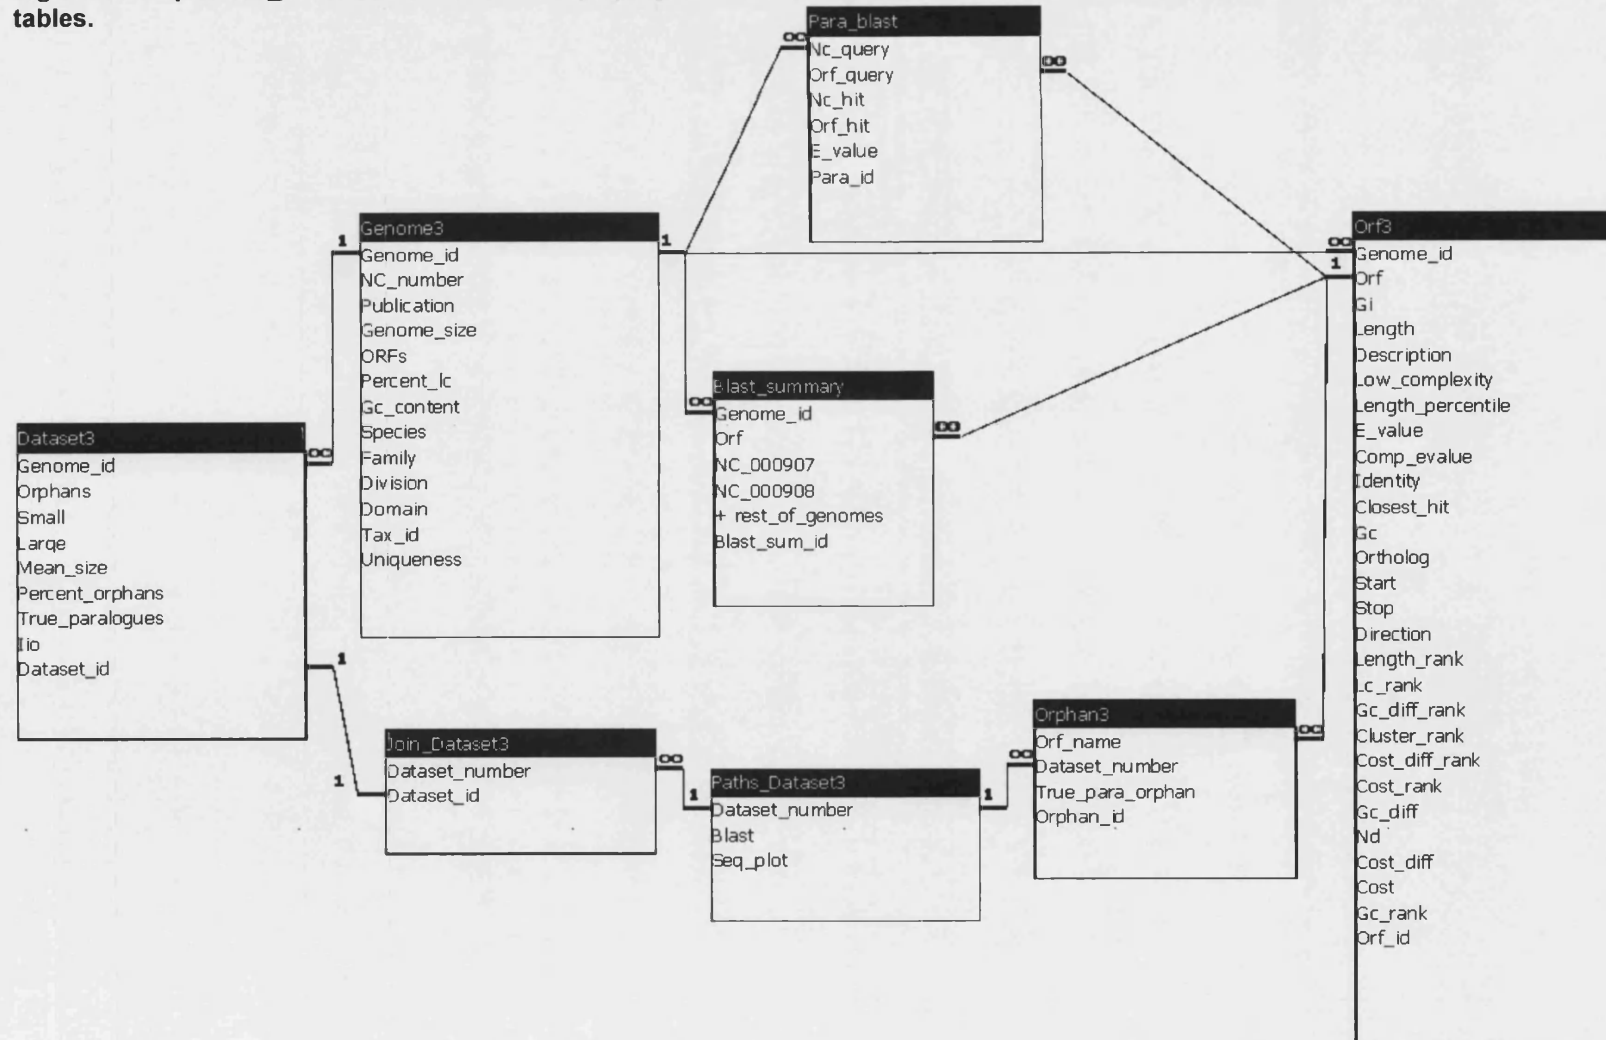 tables.
Para_blast
Nc_query
Orf_query
Nc_hit
Orf_hit
E_value
Para_id
Genome3
Genome_id
NC_number
Publication
Genome_size
ORFs
Percent_lc
Gc_content
Species
Family
Division
Domain
Tax_id
Uniqueness
Blast_summary
Genome_id
Orf
NC_000907
NC_000908
+ rest_of_genomes
Blast_sum_id
Dataset3
Genome_id
Orphans
Small
Large
Mean_size
Percent_orphans
True_paralogues
Iio
Dataset_id
Join_Dataset3
Dataset_number
Dataset_id
Paths_Dataset3
Dataset_number
Blast
Seq_plot
Orphan3
Orf_name
Dataset_number
True_para_orphan
Orphan_id
Orf3
Genome_id
Orf
Gi
Length
Description
Low_complexity
Length_percentile
E_value
Comp_evalue
Identity
Closest_hit
Gc
Ortholog
Start
Stop
Direction
Length_rank
Lc_rank
Gc_diff_rank
Cluster_rank
Cost_diff_rank
Cost_rank
Gc_diff
Nd
Cost_diff
Cost
Gc_rank
Orf_id
1
∞
1
∞
∞
∞
∞
1
∞
1
1
∞
1
1
∞
∞